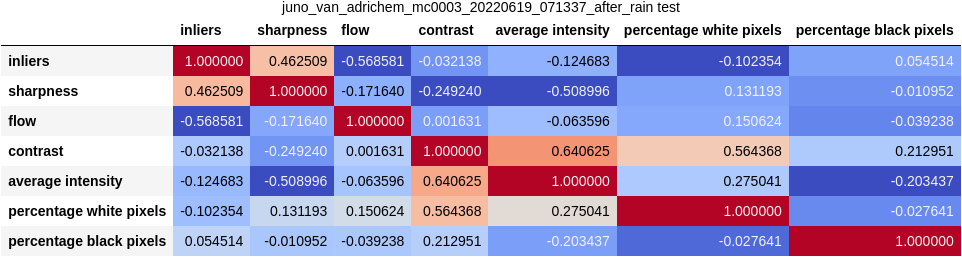 juno_van_adrichem_mc0003_20220619_071337_after_rain test
inliers sharpness flow contrast average intensity percentage white pixels percentage black pixels
inliers 1.000000 0.462509 -0.568581 -0.032138 -0.124683 -0.102354 0.054514
sharpness 0.462509 1.000000 -0.171640 -0.249240 -0.508996 0.131193 -0.010952
flow -0.568581 -0.171640 1.000000 0.001631 -0.063596 0.150624 -0.039238
contrast -0.032138 -0.249240 0.001631 1.000000 0.640625 0.564368 0.212951
average intensity -0.124683 -0.508996 -0.063596 0.640625 1.000000 0.275041 -0.203437
percentage white pixels -0.102354 0.131193 0.150624 0.564368 0.275041 1.000000 -0.027641
percentage black pixels 0.054514 -0.010952 -0.039238 0.212951 -0.203437 -0.027641 1.000000